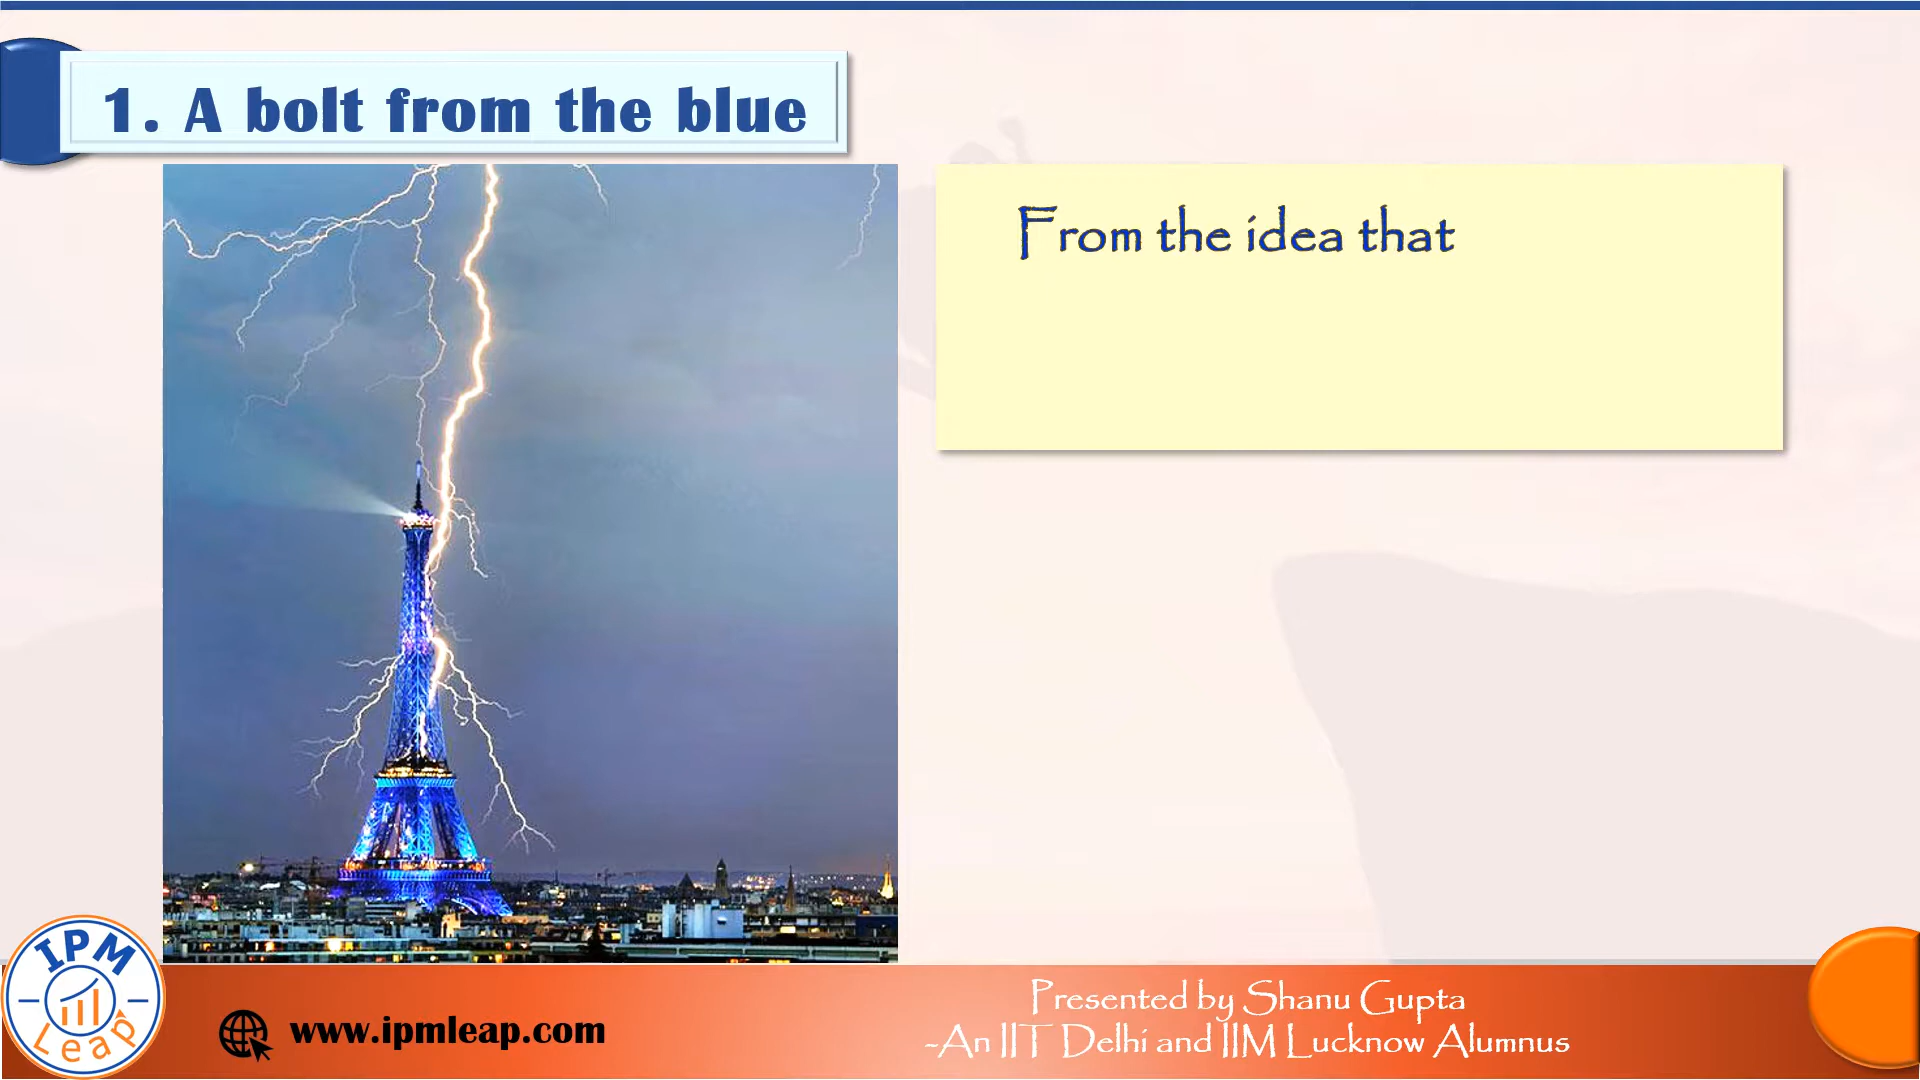 1. A bolt from the blue
From the idea that
IPM
Leap
www.ipmleap.com
Presented by Shanu Gupta
-An IIT Delhi and IIM Lucknow Alumnus